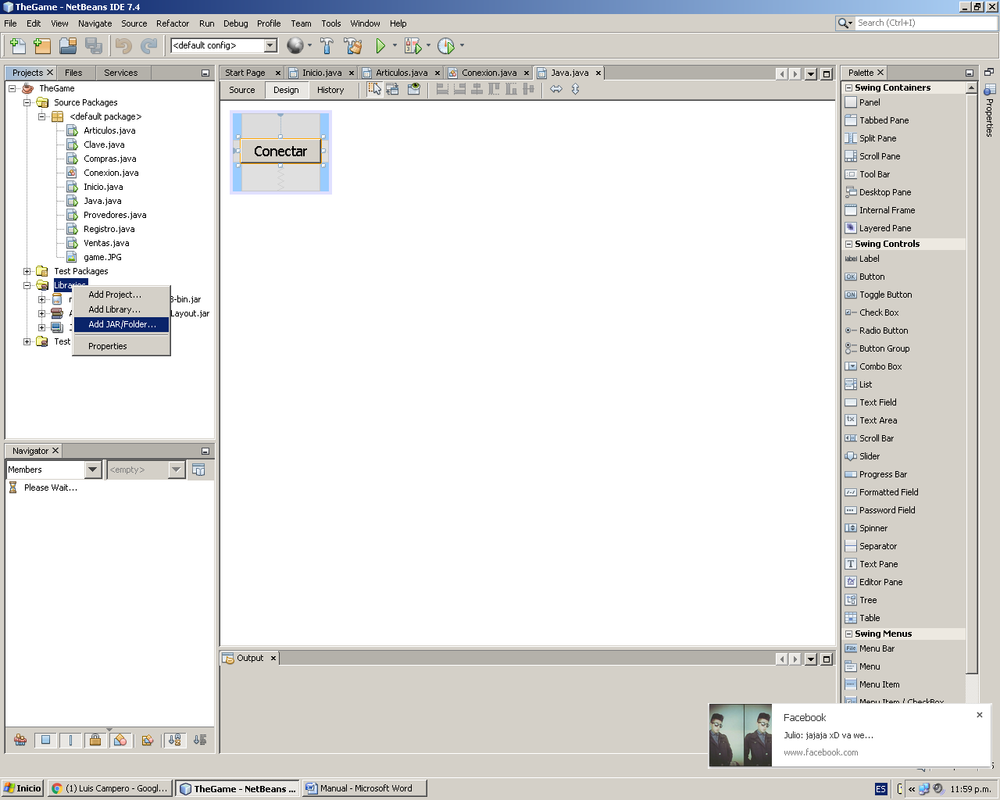 TheGame - NetBeans IDE 7.4
File Edit View Navigate Source Refactor Run Debug Profile Team Tools Window Help
Search (Ctrl+I)
<default config>
Projects Files Services
TheGame
Source Packages
<default package>
Articulos.java
Clave.java
Compras.java
Conexion.java
Inicio.java
Java.java
Provedores.java
Registro.java
Ventas.java
game.JPG
Test Packages
Libraries
-bin.jar
Layout.jar
Test
Add Project...
Add Library...
Add JAR/Folder...
Properties
Navigator
Members
<empty>
Please Wait...
Start Page Inicio.java Articulos.java Conexion.java Java.java
Source Design History
Conectar
Output
Palette
Swing Containers
Panel
Tabbed Pane
Split Pane
Scroll Pane
Tool Bar
Desktop Pane
Internal Frame
Layered Pane
Swing Controls
label Label
OK Button
ON Toggle Button
Check Box
Radio Button
Button Group
Combo Box
List
Text Field
Text Area
Scroll Bar
Slider
Progress Bar
Formatted Field
Password Field
Spinner
Separator
Text Pane
Editor Pane
Tree
Table
Swing Menus
File Menu Bar
Menu
Menu Item
Menu Item / CheckBox
Properties
Facebook
Julio: jajaja xD va we...
www.facebook.com
Inicio
(1) Luis Campero - Googl...
TheGame - NetBeans ...
Manual - Microsoft Word
ES
11:59 p.m.